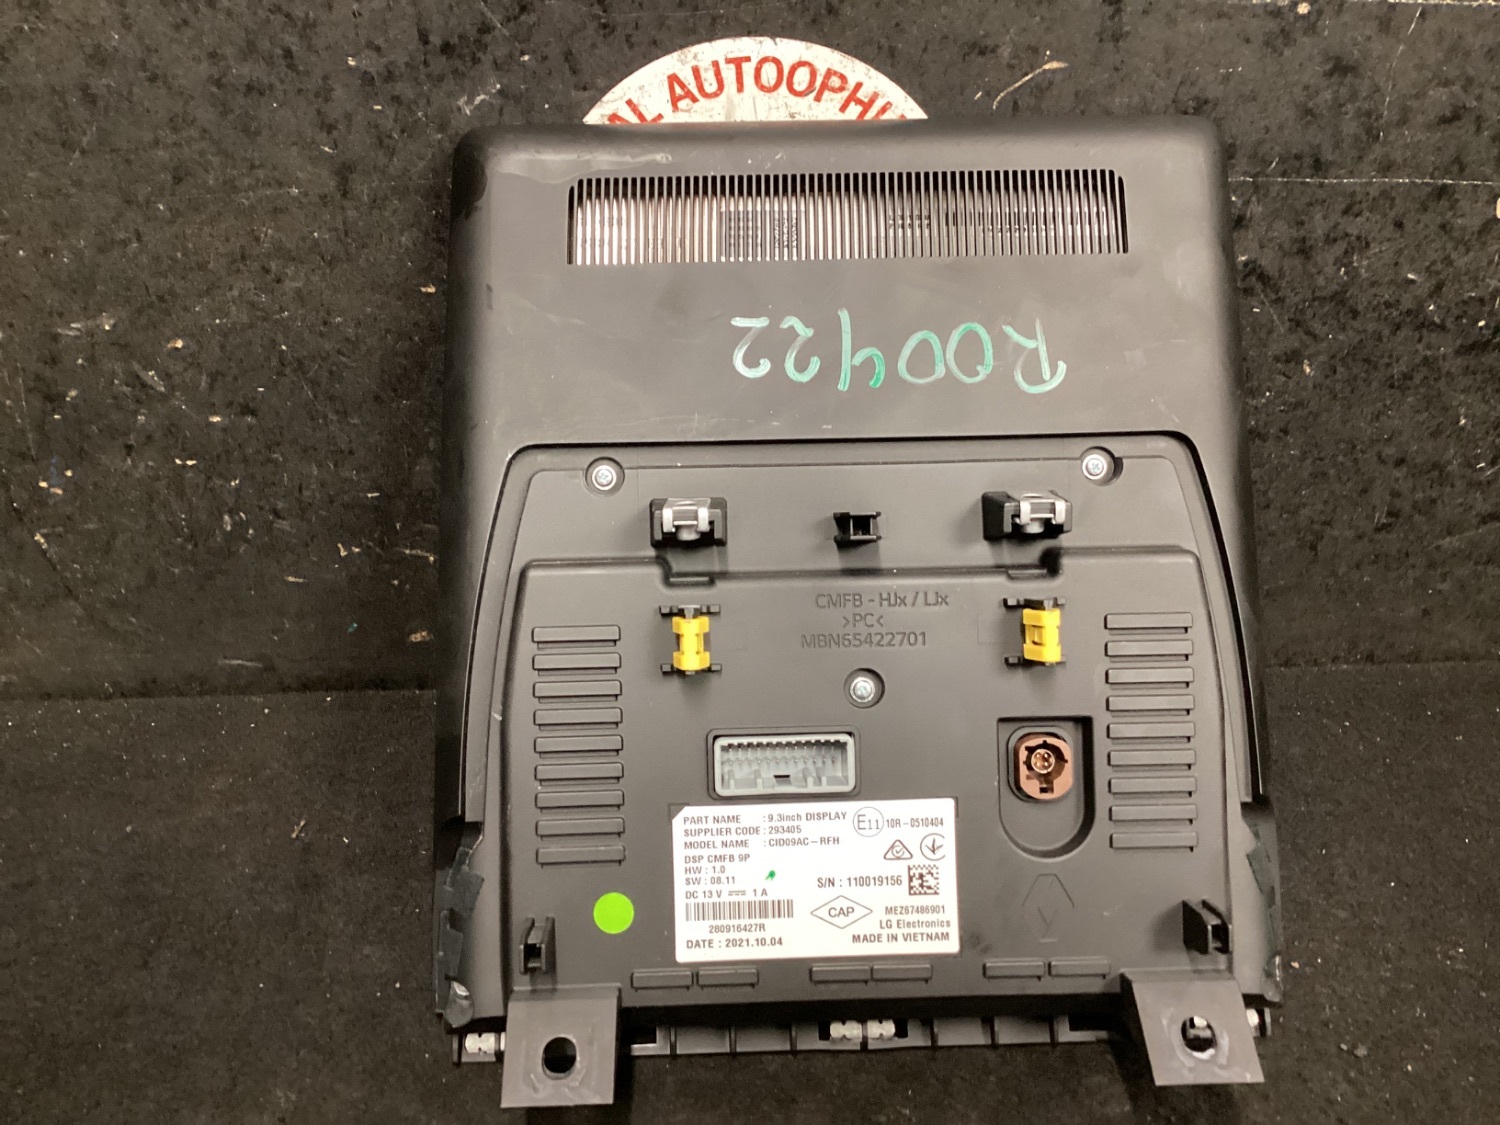 AL AUTOOPHE
R00422
CMFB - HJx / LJx
>PC<
MBN65422701
PART NAME : 9.3inch DISPLAY
SUPPLIER CODE : 293405
MODEL NAME : CID09AC-RFH
E11 10R-0510404
DSP CMFB 9P
HW : 1.0
SW : 08.11
DC 13 V 1 A
S/N : 110019156
280916427R
DATE : 2021.10.04
CAP
MEZ67486901
LG Electronics
MADE IN VIETNAM